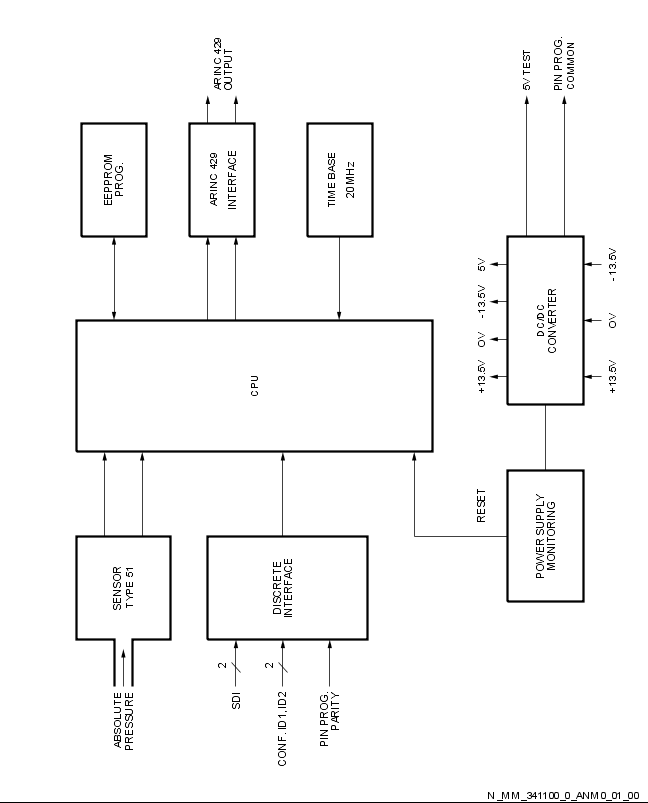 ARINC 429
OUTPUT
5V TEST
PIN PROG.
COMMON
EEPPROM
PROG.
ARINC 429
INTERFACE
TIME BASE
20MHz
5V
-13.5V
0V
+13.5V
DC/DC
CONVERTER
-13.5V
0V
+13.5V
CPU
RESET
POWER SUPPLY
MONITORING
SENSOR
TYPE 51
DISCRETE
INTERFACE
2
2
ABSOLUTE
PRESSURE
SDI
CONF. ID1, ID2
PIN PROG.
PARITY
N_MM_341100_0_ANM0_01_00